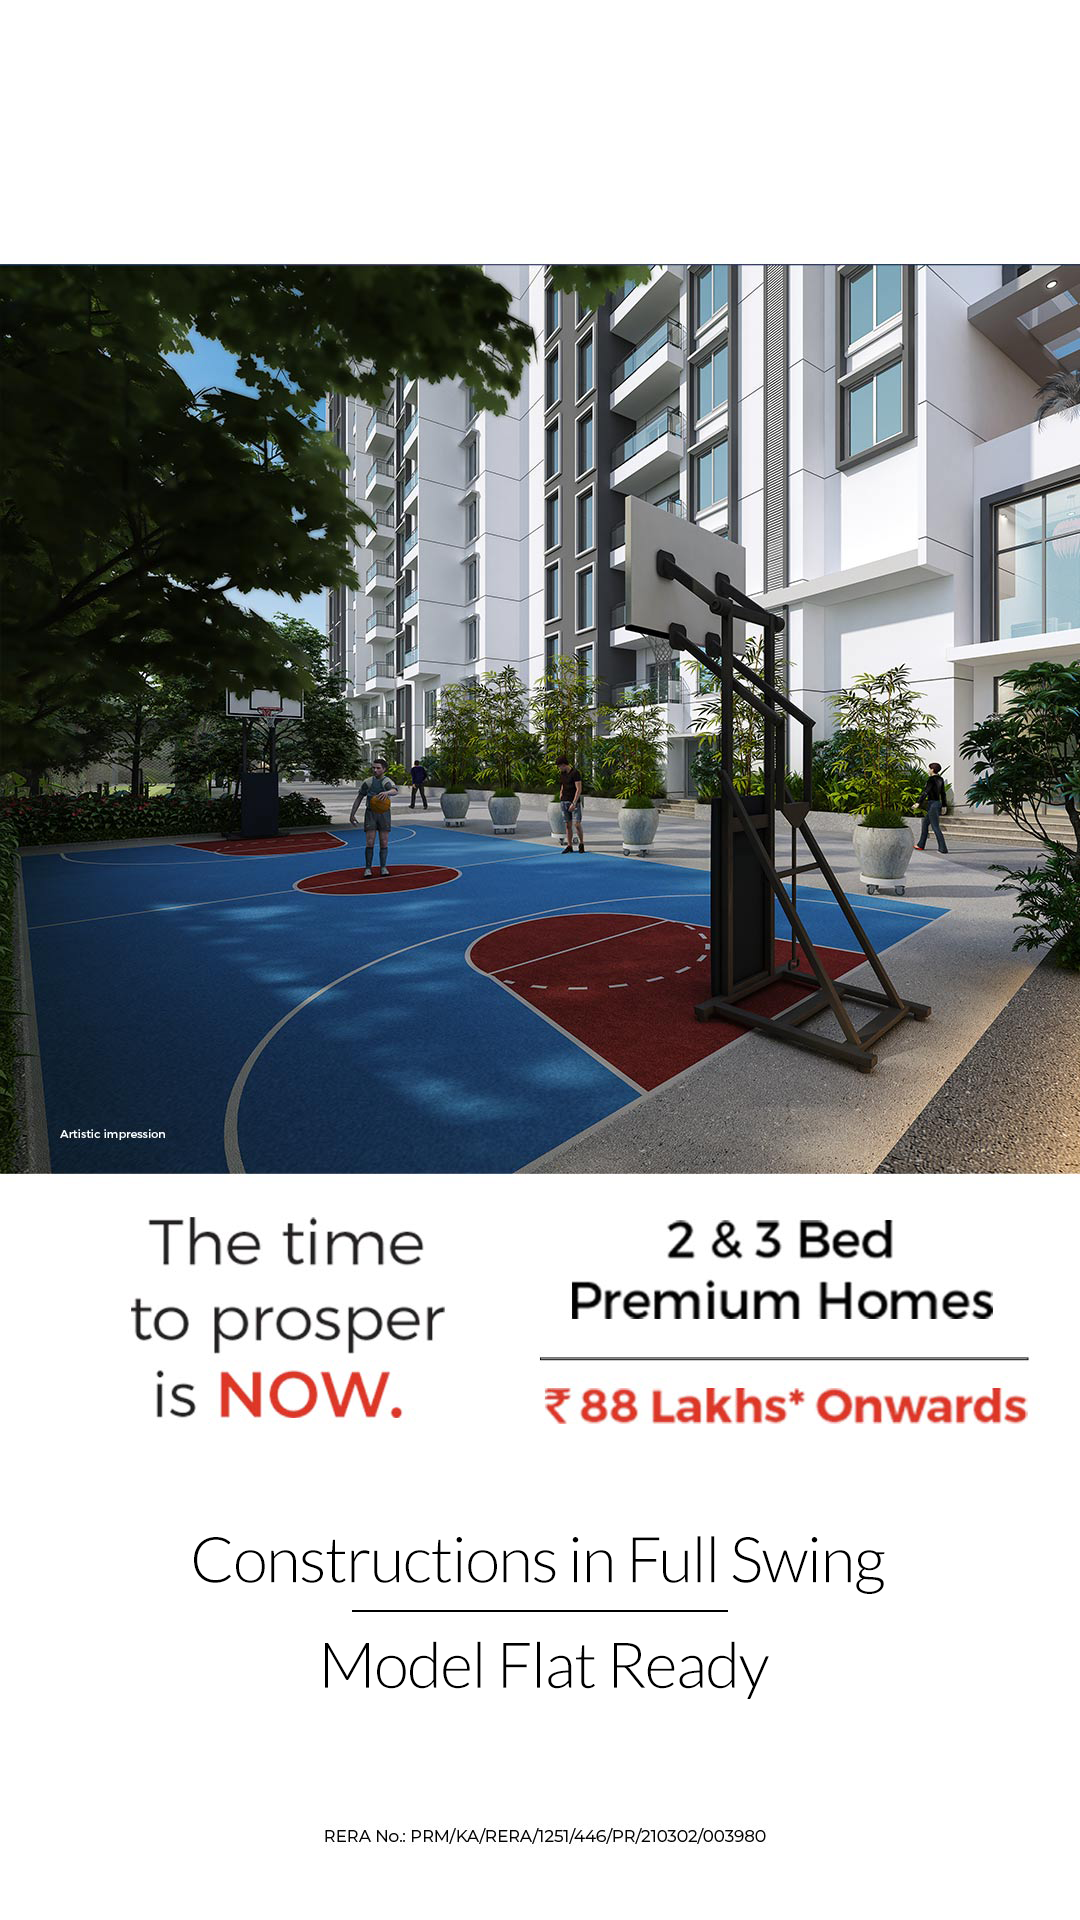 Artistic impression
The time
to prosper
is NOW.
2 & 3 Bed
Premium Homes
₹ 88 Lakhs* Onwards
Constructions in Full Swing
Model Flat Ready
RERA No.: PRM/KA/RERA/1251/446/PR/210302/003980